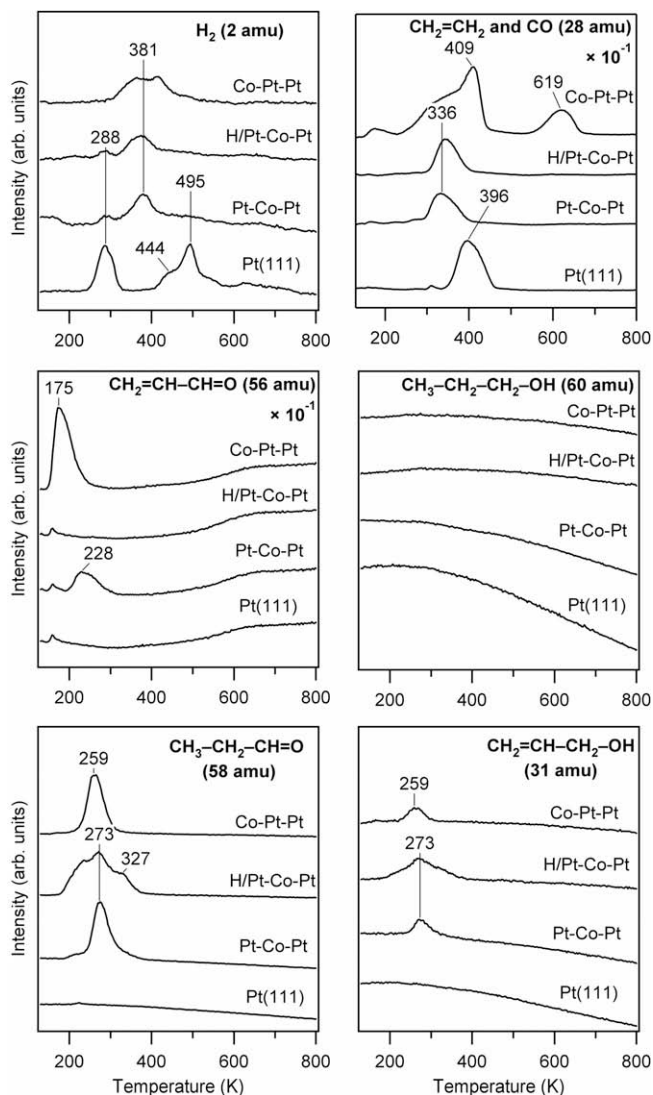 H₂ (2 amu)
381
Co-Pt-Pt
288
H/Pt-Co-Pt
495
Pt-Co-Pt
444
Pt(111)
200 400 600 800
Intensity (arb. units)
CH₂=CH₂ and CO (28 amu)
× 10⁻¹
409
619
Co-Pt-Pt
336
H/Pt-Co-Pt
396
Pt-Co-Pt
Pt(111)
200 400 600 800
CH₂=CH–CH=O (56 amu)
× 10⁻¹
175
Co-Pt-Pt
H/Pt-Co-Pt
Pt-Co-Pt
228
Pt(111)
200 400 600 800
Intensity (arb. units)
CH₃–CH₂–CH₂–OH (60 amu)
Co-Pt-Pt
H/Pt-Co-Pt
Pt-Co-Pt
Pt(111)
200 400 600 800
CH₃–CH₂–CH=O
(58 amu)
259
Co-Pt-Pt
273
327
H/Pt-Co-Pt
Pt-Co-Pt
Pt(111)
200 400 600 800
Temperature (K)
Intensity (arb. units)
CH₂=CH–CH₂–OH
(31 amu)
259
Co-Pt-Pt
273
H/Pt-Co-Pt
Pt-Co-Pt
Pt(111)
200 400 600 800
Temperature (K)